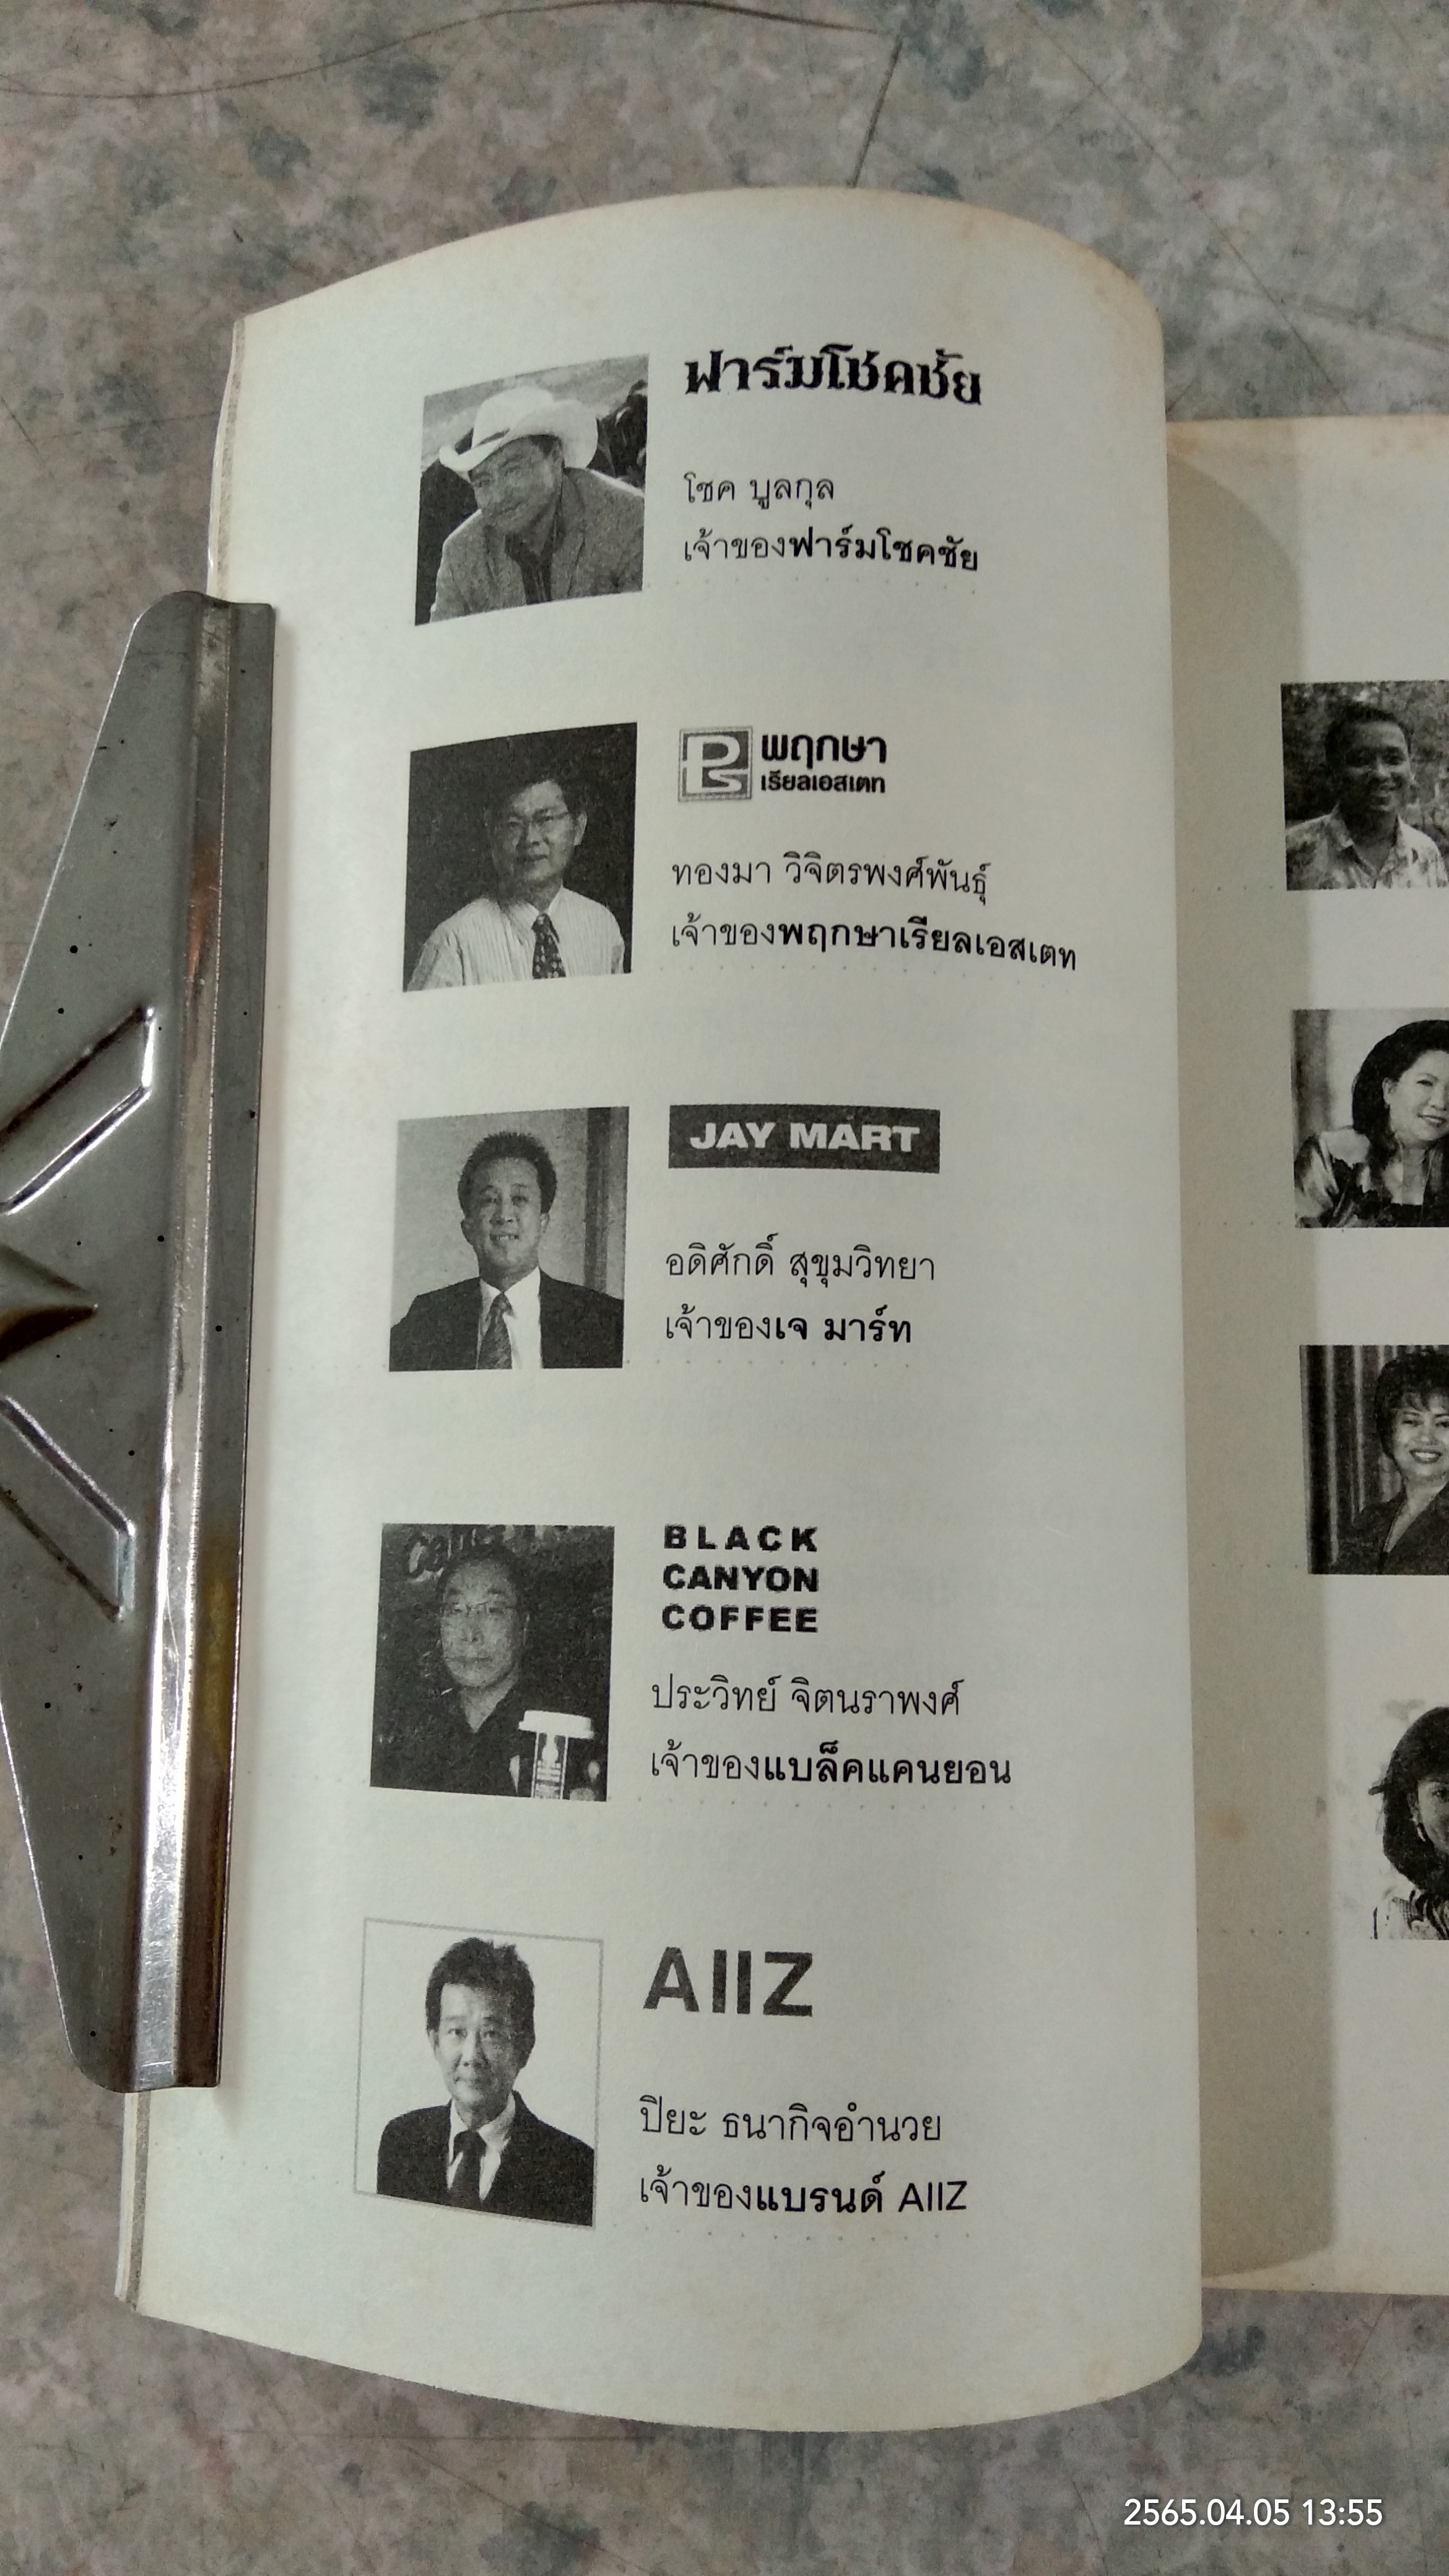 ฟาร์มโชคชัย
โชค บูลกุล
เจ้าของฟาร์มโชคชัย
PS พฤกษา
เรียลเอสเตท
ทองมา วิจิตรพงศ์พันธุ์
เจ้าของพฤกษาเรียลเอสเตท
JAY MART
อดิศักดิ์ สุขุมวิทยา
เจ้าของเจ มาร์ท
BLACK
CANYON
COFFEE
ประวิทย์ จิตนราพงศ์
เจ้าของแบล็คแคนยอน
AIIZ
ปิยะ ธนากิจอำนวย
เจ้าของแบรนด์ AIIZ
2565.04.05 13:55